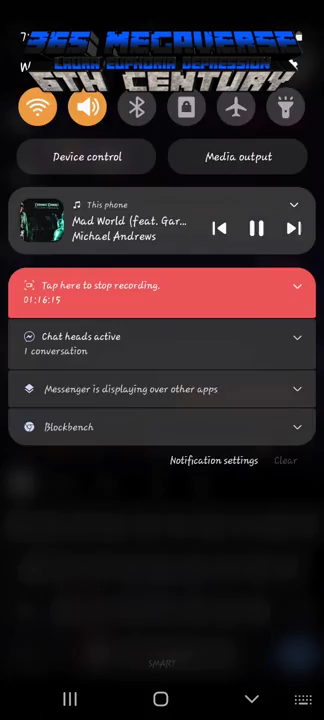 365 MEGAVERSE
LAURA EUPHORIA DEPRESSION
6TH CENTURY
Device control
Media output
This phone
Mad World (feat. Gar...
Michael Andrews
Tap here to stop recording.
01:16:15
Chat heads active
1 conversation
Messenger is displaying over other apps
Blockbench
Notification settings
Clear
SMART